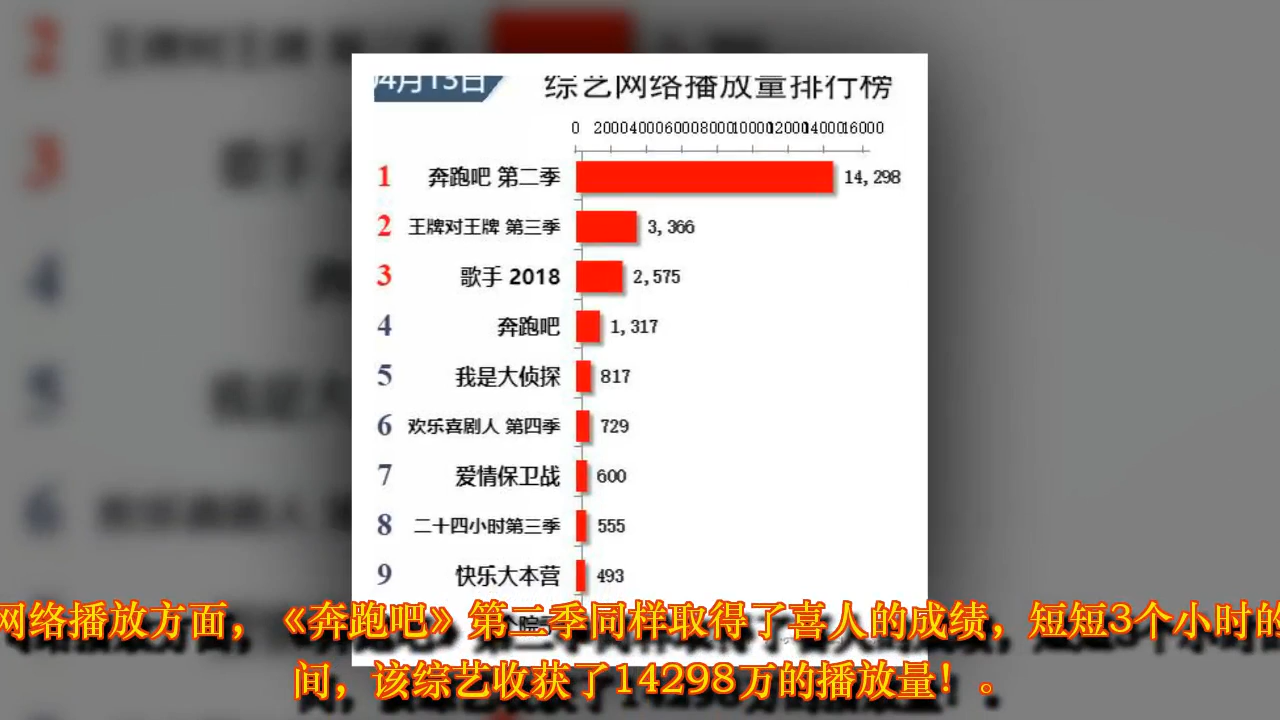 04月13日
综艺网络播放量排行榜
0 2000 4000 6000 8000 10000 12000 14000 16000
1 奔跑吧 第二季 14,298
2 王牌对王牌 第三季 3,366
3 歌手 2018 2,575
4 奔跑吧 1,317
5 我是大侦探 817
6 欢乐喜剧人 第四季 729
7 爱情保卫战 600
8 二十四小时第三季 555
9 快乐大本营 493
网络播放方面，《奔跑吧》第二季同样取得了喜人的成绩，短短3个小时的
间，该综艺收获了14298万的播放量！。